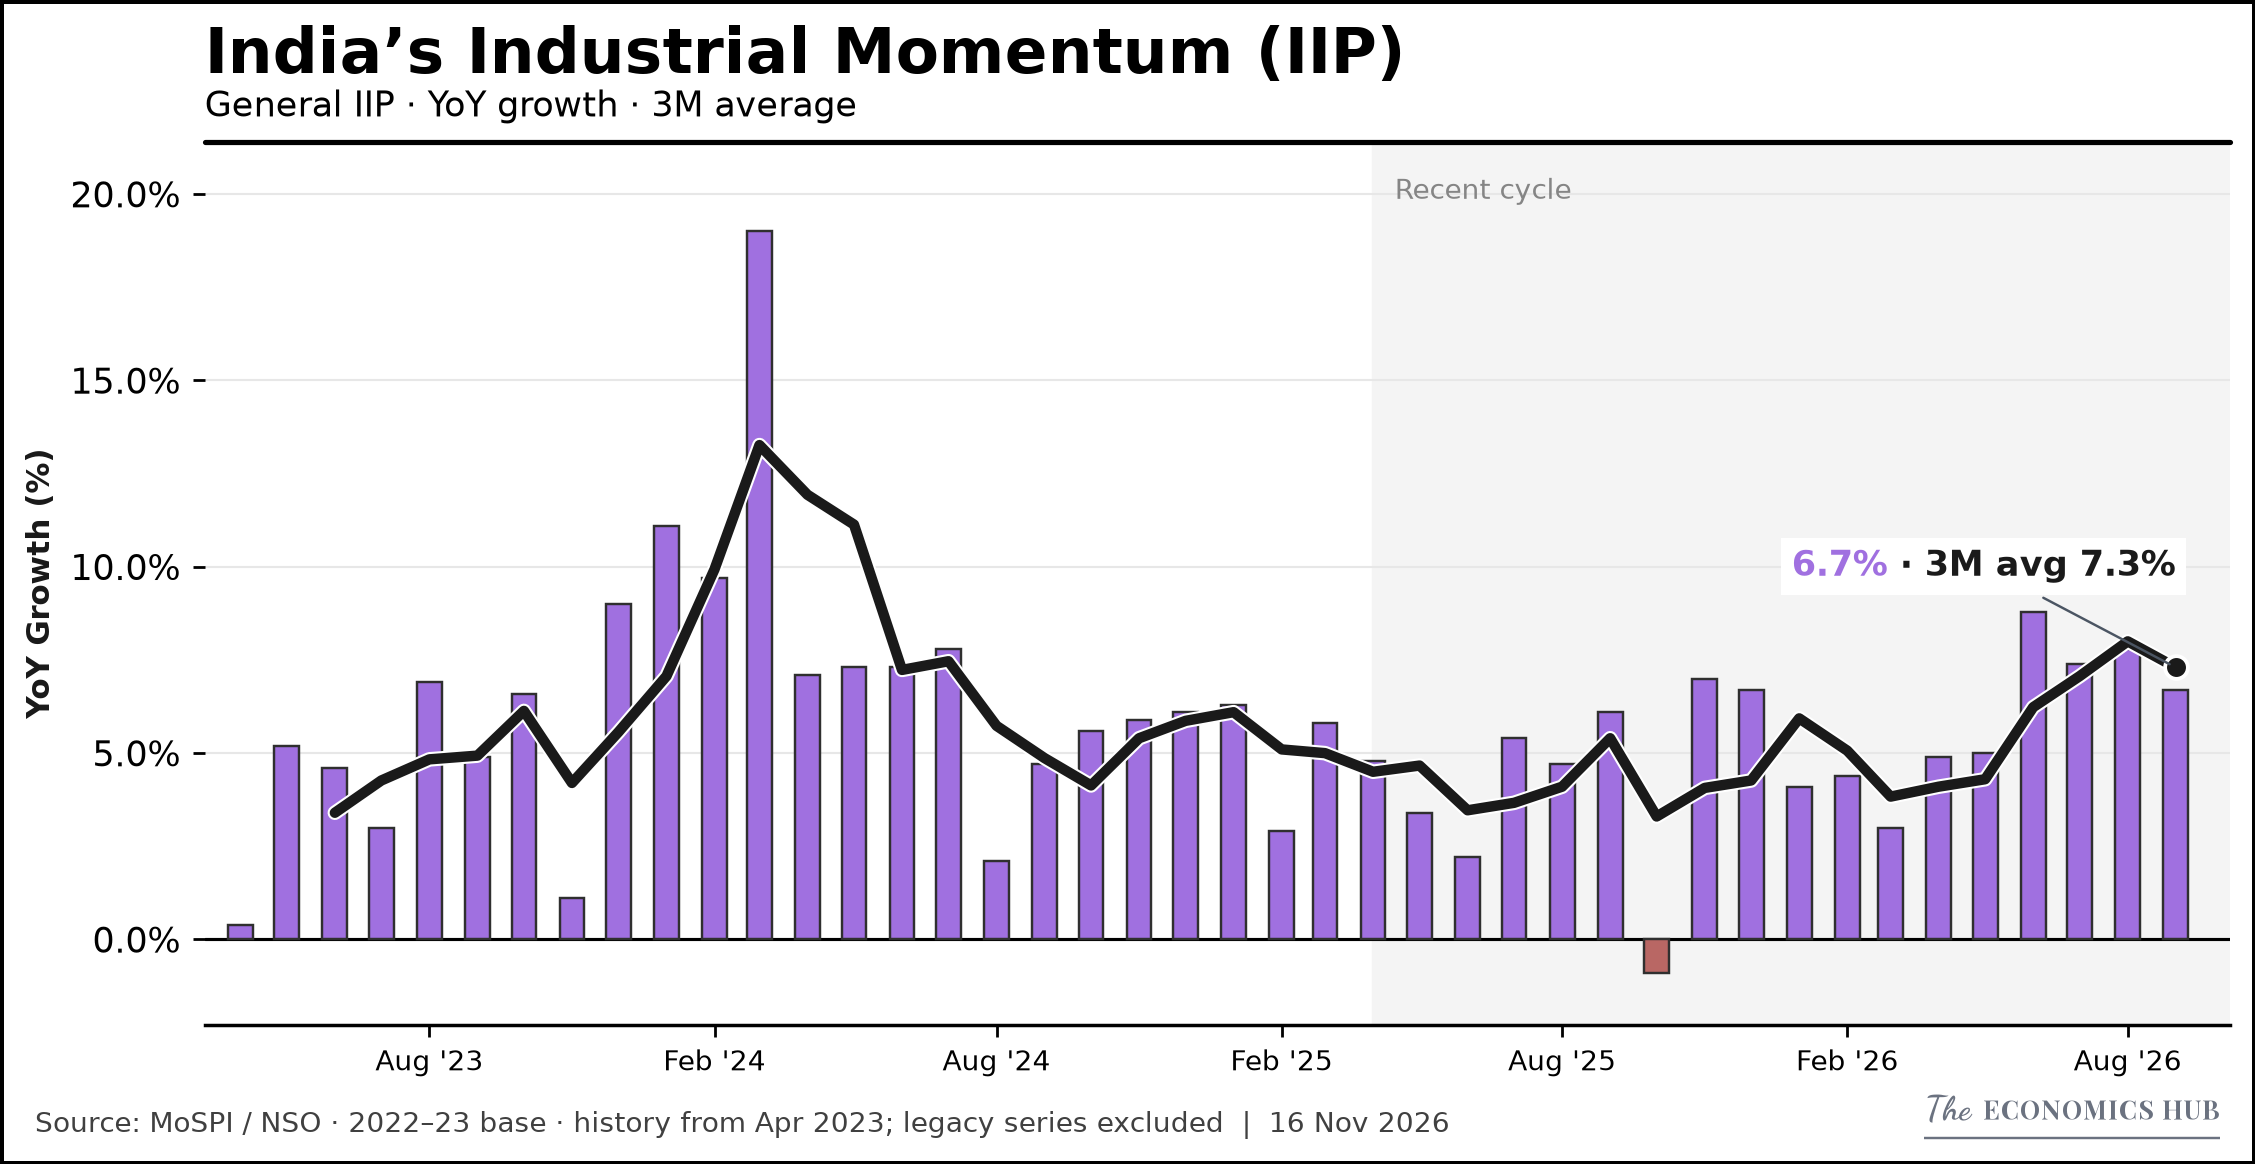 India’s Industrial Momentum (IIP)
General IIP · YoY growth · 3M average
Recent cycle
20.0%
15.0%
10.0%
5.0%
0.0%
YoY Growth (%)
6.7% · 3M avg 7.3%
Aug '23
Feb '24
Aug '24
Feb '25
Aug '25
Feb '26
Aug '26
Source: MoSPI / NSO · 2022–23 base · history from Apr 2023; legacy series excluded | 16 Nov 2026
The ECONOMICS HUB